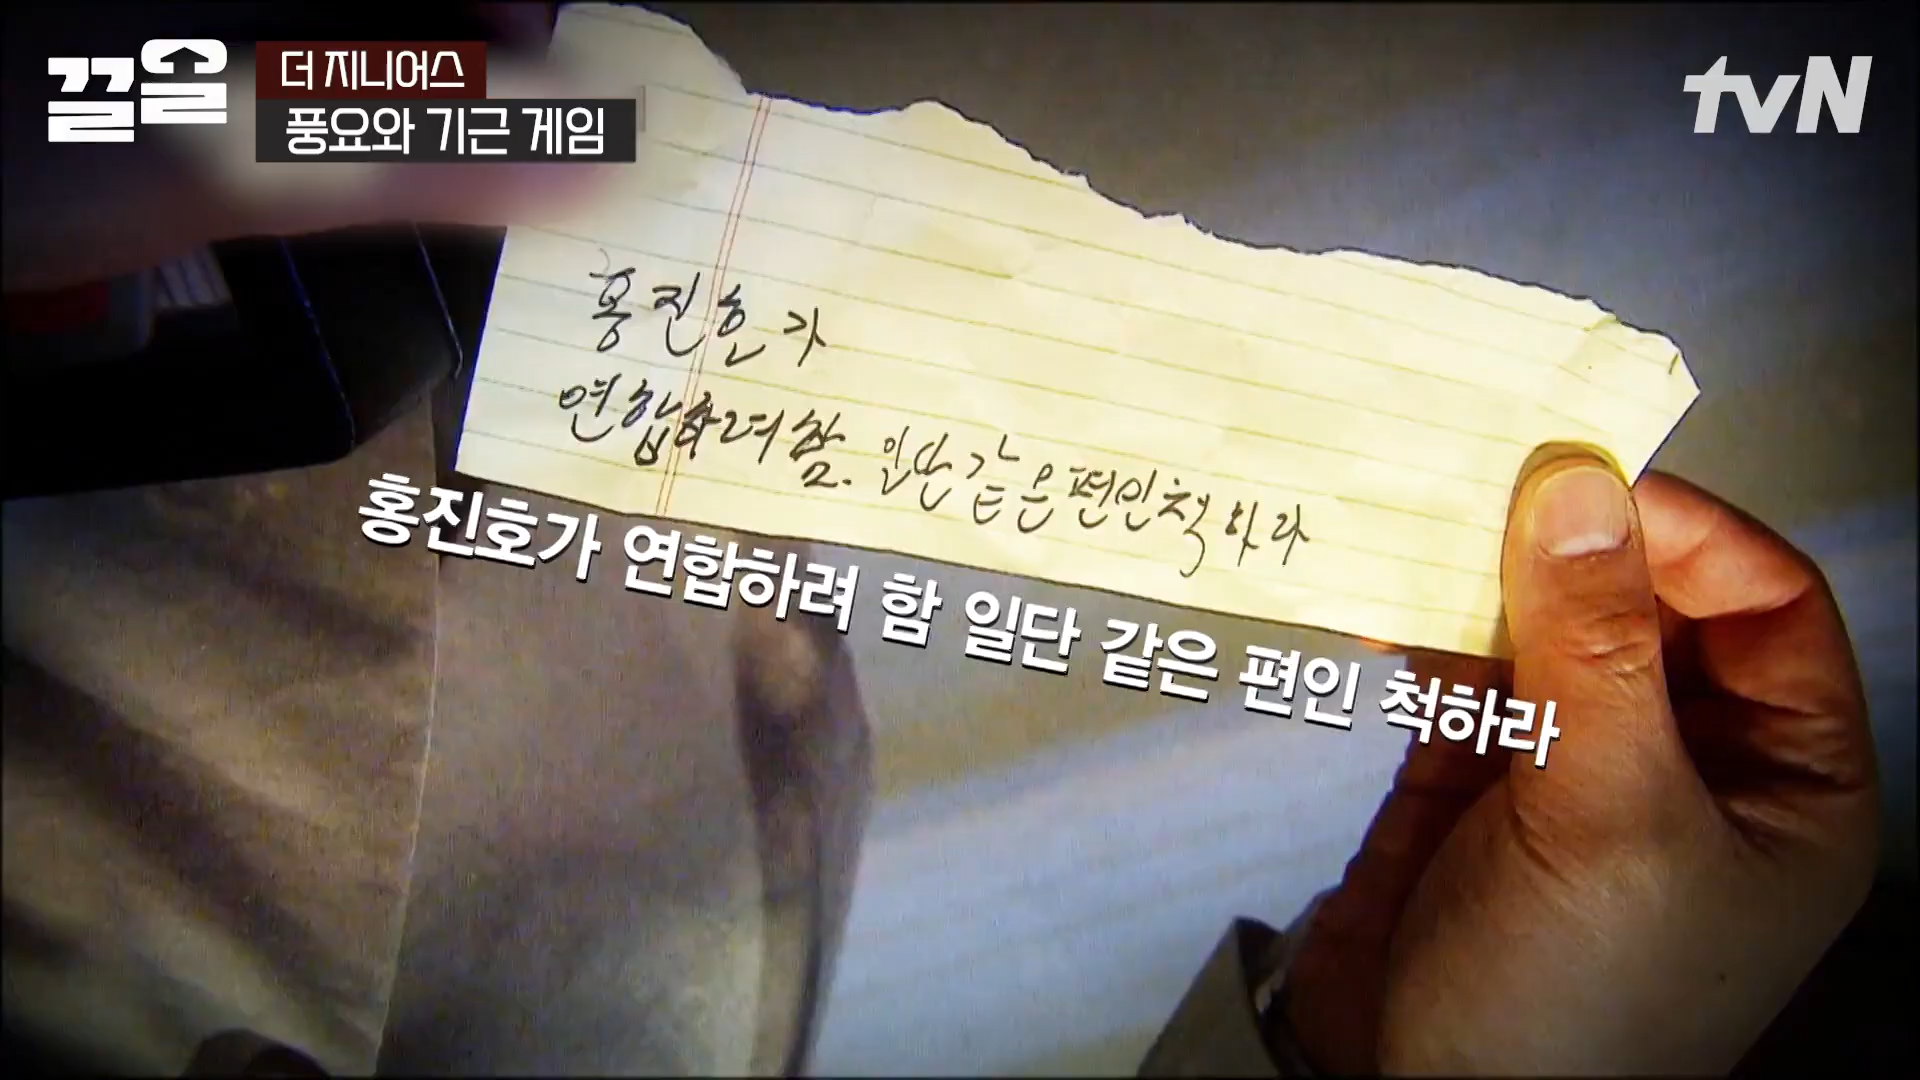 끌올
더 지니어스
풍요와 기근 게임
tvN
홍진호가
연합하려 함. 일단 같은 편인 척 하라
홍진호가 연합하려 함 일단 같은 편인 척하라